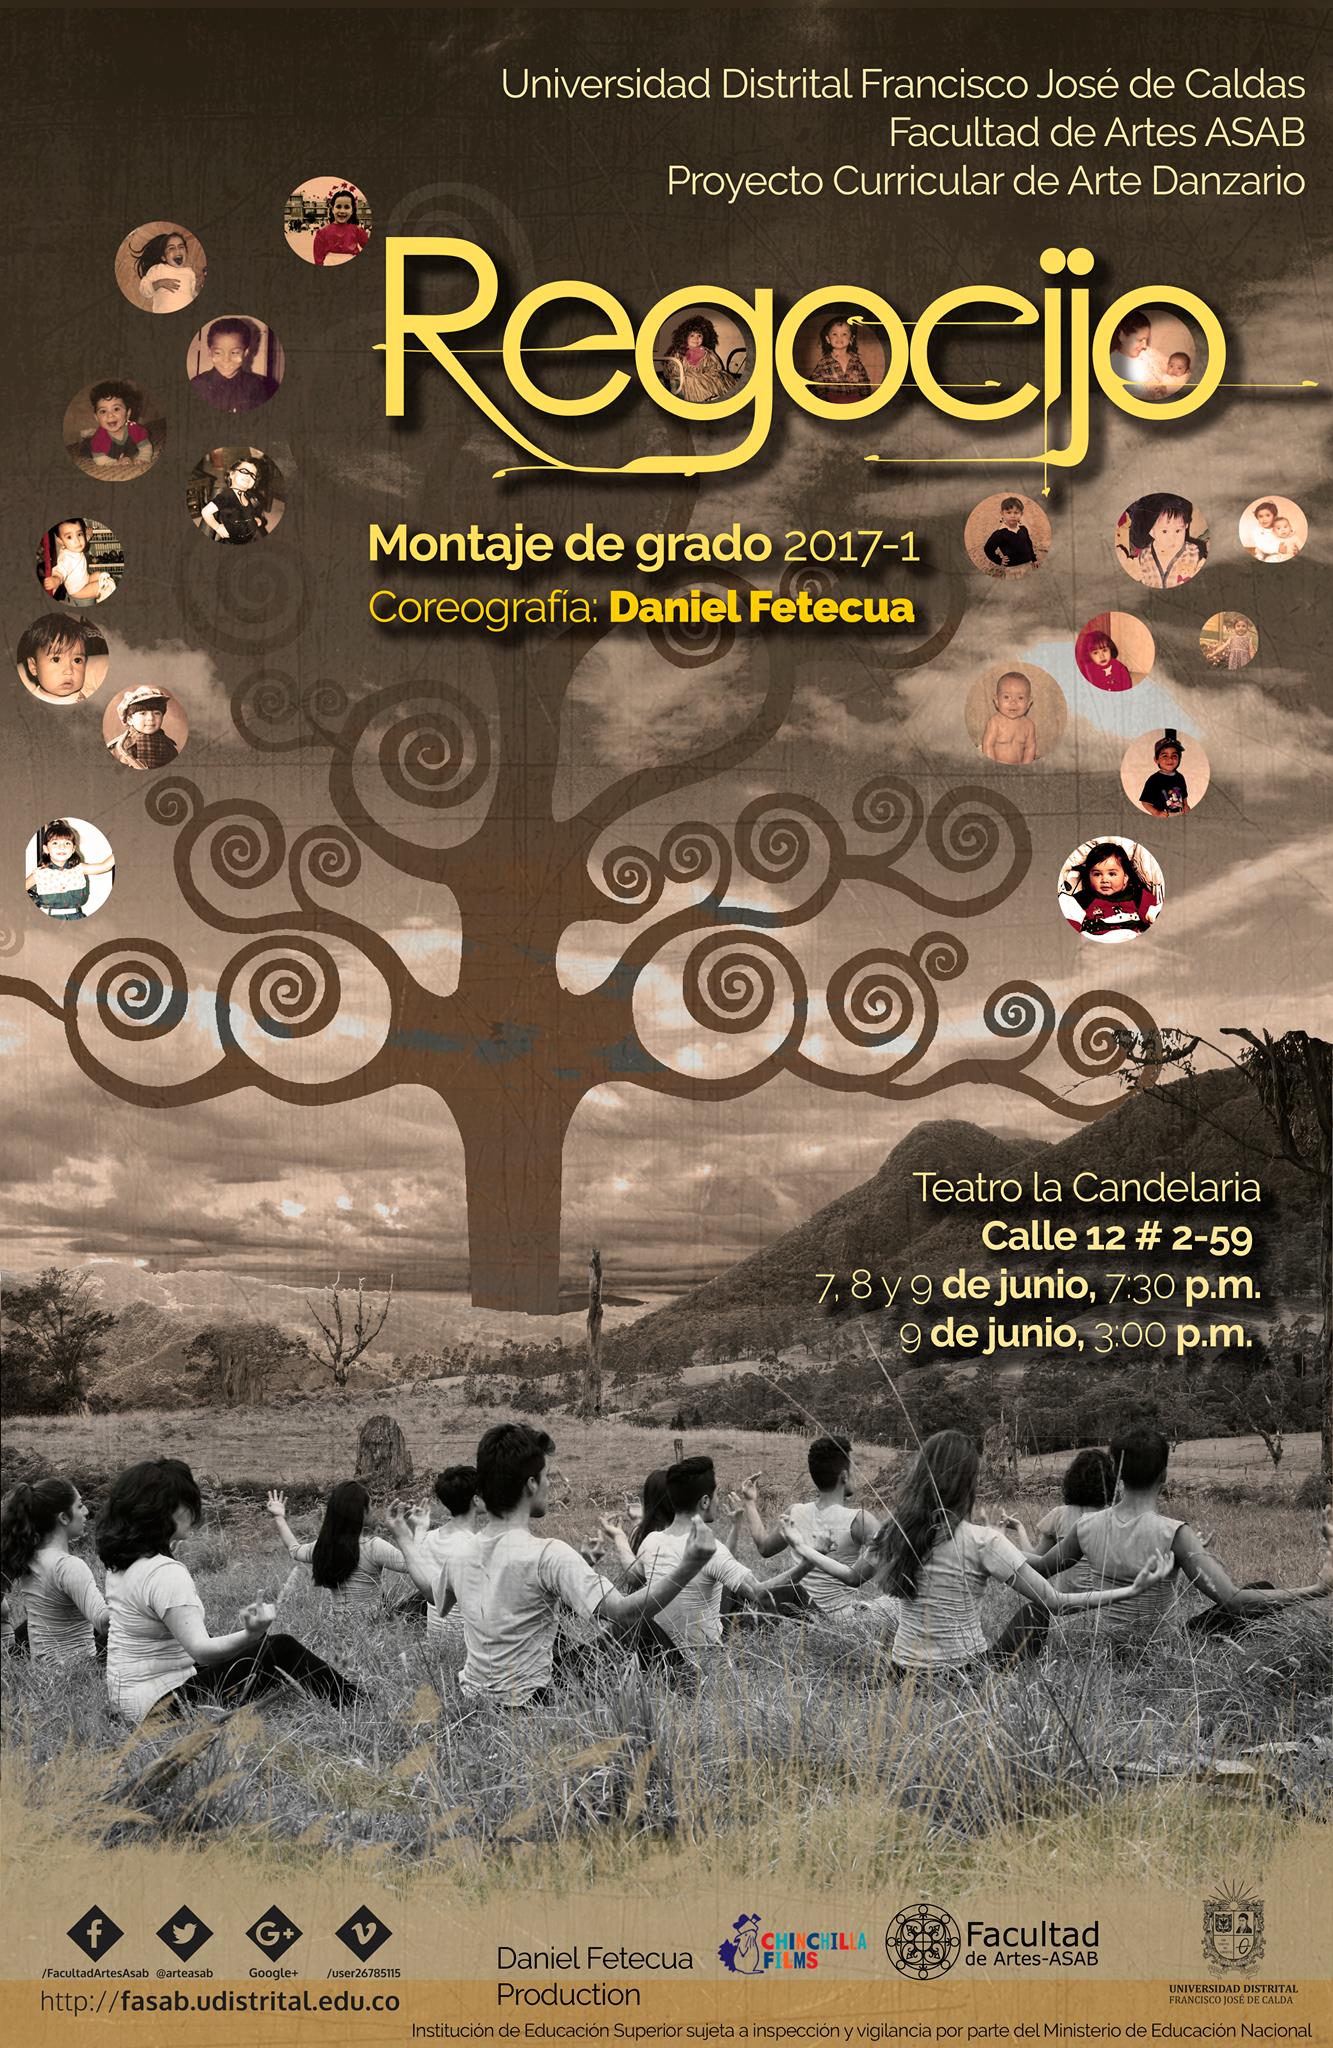 Universidad Distrital Francisco José de Caldas
Facultad de Artes ASAB
Proyecto Curricular de Arte Danzario
Regocijo
Montaje de grado 2017-1
Coreografía: Daniel Fetecua
Teatro la Candelaria
Calle 12 # 2-59
7, 8 y 9 de junio, 7:30 p.m.
9 de junio, 3:00 p.m.
/FacultadArtesAsab @arteasab Google+ /user26785115
http://fasab.udistrital.edu.co
Daniel Fetecua
Production
CHINCHILLA
FILMS
Facultad
de Artes-ASAB
UNIVERSIDAD DISTRITAL
FRANCISCO JOSÉ DE CALDA
Institución de Educación Superior sujeta a inspección y vigilancia por parte del Ministerio de Educación Nacional